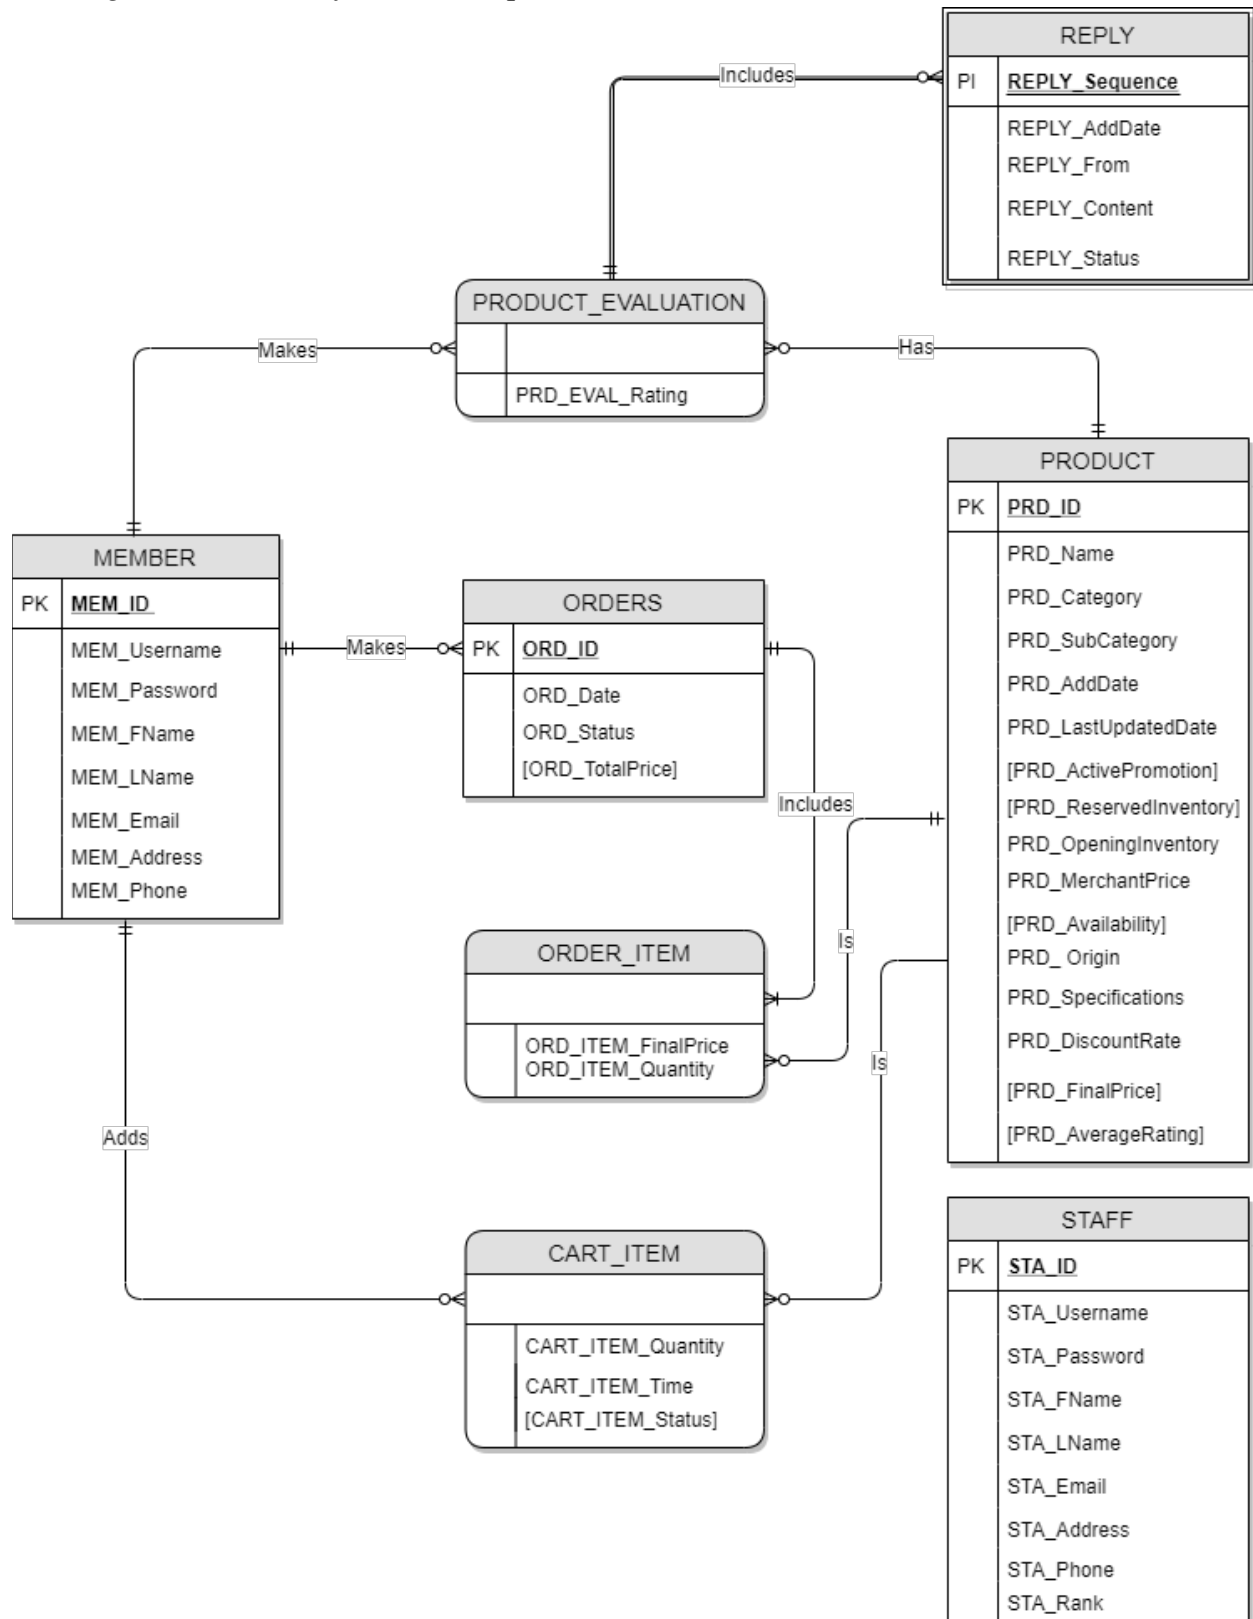 REPLY
PI REPLY_Sequence
REPLY_AddDate
REPLY_From
REPLY_Content
REPLY_Status
Includes
PRODUCT_EVALUATION
PRD_EVAL_Rating
Makes
Has
PRODUCT
PK PRD_ID
PRD_Name
PRD_Category
PRD_SubCategory
PRD_AddDate
PRD_LastUpdatedDate
[PRD_ActivePromotion]
[PRD_ReservedInventory]
PRD_OpeningInventory
PRD_MerchantPrice
[PRD_Availability]
PRD_ Origin
PRD_Specifications
PRD_DiscountRate
[PRD_FinalPrice]
[PRD_AverageRating]
MEMBER
PK MEM_ID
MEM_Username
MEM_Password
MEM_FName
MEM_LName
MEM_Email
MEM_Address
MEM_Phone
Makes
ORDERS
PK ORD_ID
ORD_Date
ORD_Status
[ORD_TotalPrice]
Includes
Is
ORDER_ITEM
ORD_ITEM_FinalPrice
ORD_ITEM_Quantity
Is
Adds
CART_ITEM
CART_ITEM_Quantity
CART_ITEM_Time
[CART_ITEM_Status]
STAFF
PK STA_ID
STA_Username
STA_Password
STA_FName
STA_LName
STA_Email
STA_Address
STA_Phone
STA_Rank